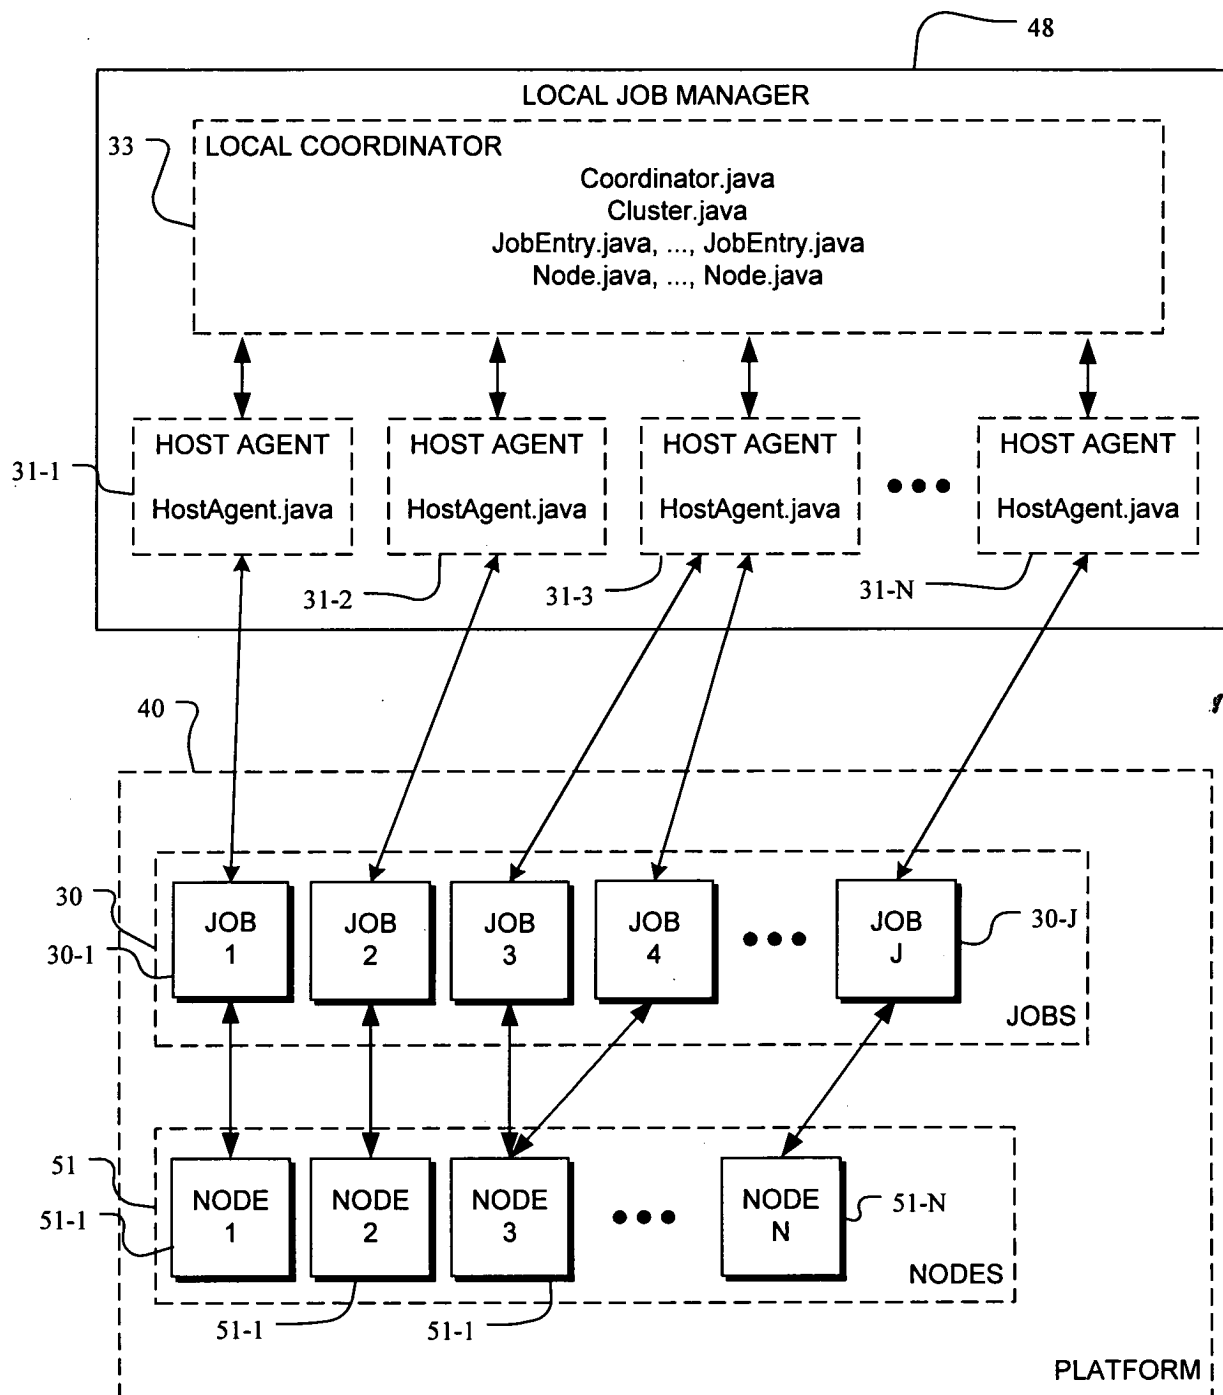 48
LOCAL JOB MANAGER
33
LOCAL COORDINATOR
Coordinator.java
Cluster.java
JobEntry.java, ..., JobEntry.java
Node.java, ..., Node.java
HOST AGENT
HOST AGENT
HOST AGENT
HOST AGENT
31-1
HostAgent.java
HostAgent.java
HostAgent.java
HostAgent.java
31-2
31-3
31-N
40
30
30-1
JOB
1
JOB
2
JOB
3
JOB
4
JOB
J
30-J
JOBS
51
51-1
NODE
1
NODE
2
NODE
3
NODE
N
51-N
NODES
51-1
51-1
PLATFORM